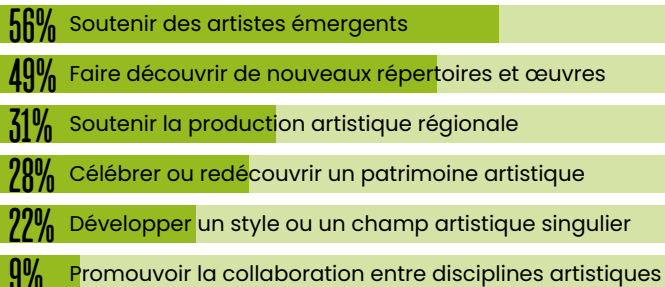 56% Soutenir des artistes émergents
49% Faire découvrir de nouveaux répertoires et œuvres
31% Soutenir la production artistique régionale
28% Célébrer ou redécouvrir un patrimoine artistique
22% Développer un style ou un champ artistique singulier
9% Promouvoir la collaboration entre disciplines artistiques